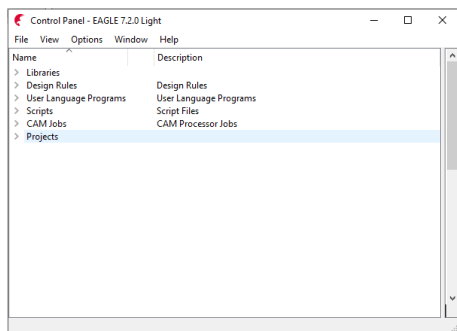 Control Panel - EAGLE 7.2.0 Light
File View Options Window Help
Name Description
Libraries
Design Rules Design Rules
User Language Programs User Language Programs
Scripts Script Files
CAM Jobs CAM Processor Jobs
Projects